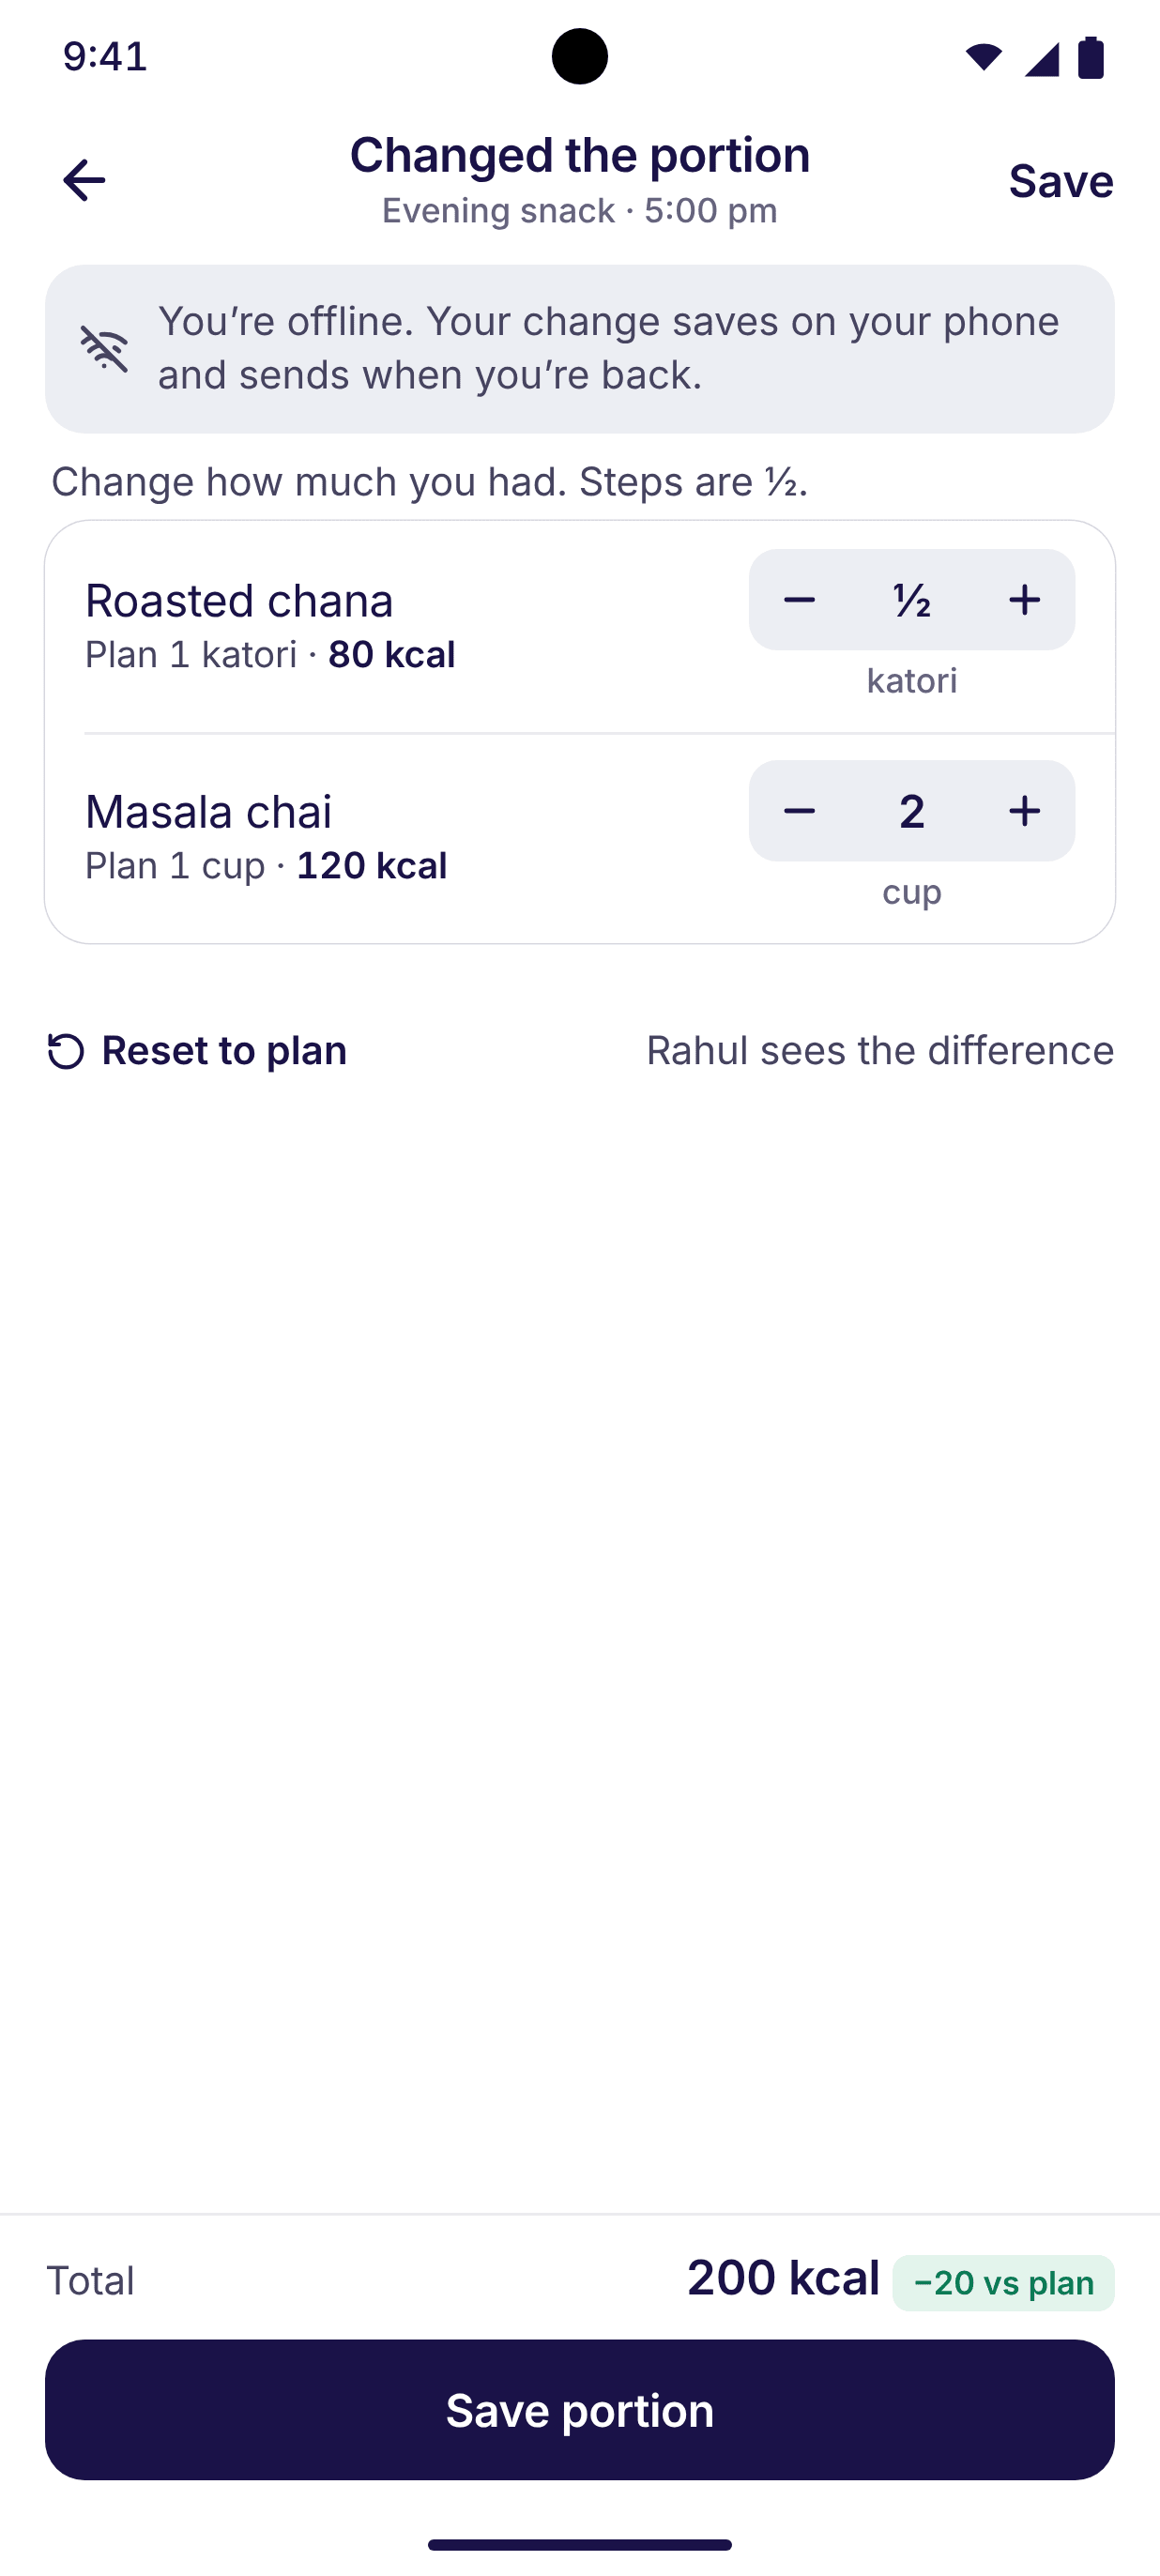 9:41
Changed the portion
Evening snack · 5:00 pm
Save
You’re offline. Your change saves on your phone
and sends when you’re back.
Change how much you had. Steps are ½.
Roasted chana
Plan 1 katori · 80 kcal
− ½ +
katori
Masala chai
Plan 1 cup · 120 kcal
− 2 +
cup
Reset to plan
Rahul sees the difference
Total
200 kcal
−20 vs plan
Save portion